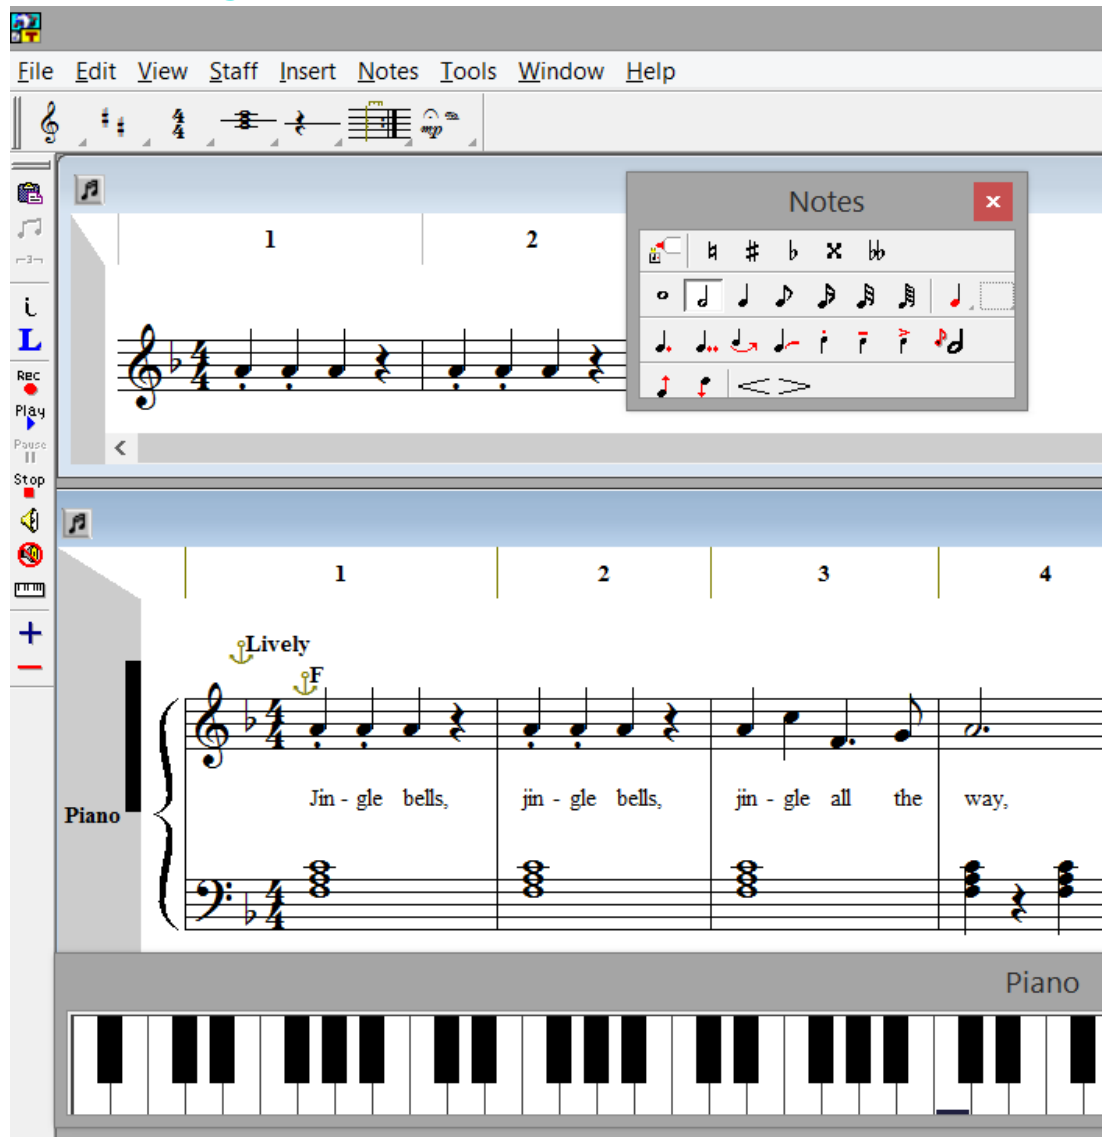 File Edit View Staff Insert Notes Tools Window Help
Notes
1 2
L
Rec
Play
Pause
Stop
1 2 3 4
Lively
F
Jin - gle bells, jin - gle bells, jin - gle all the way,
Piano
Piano